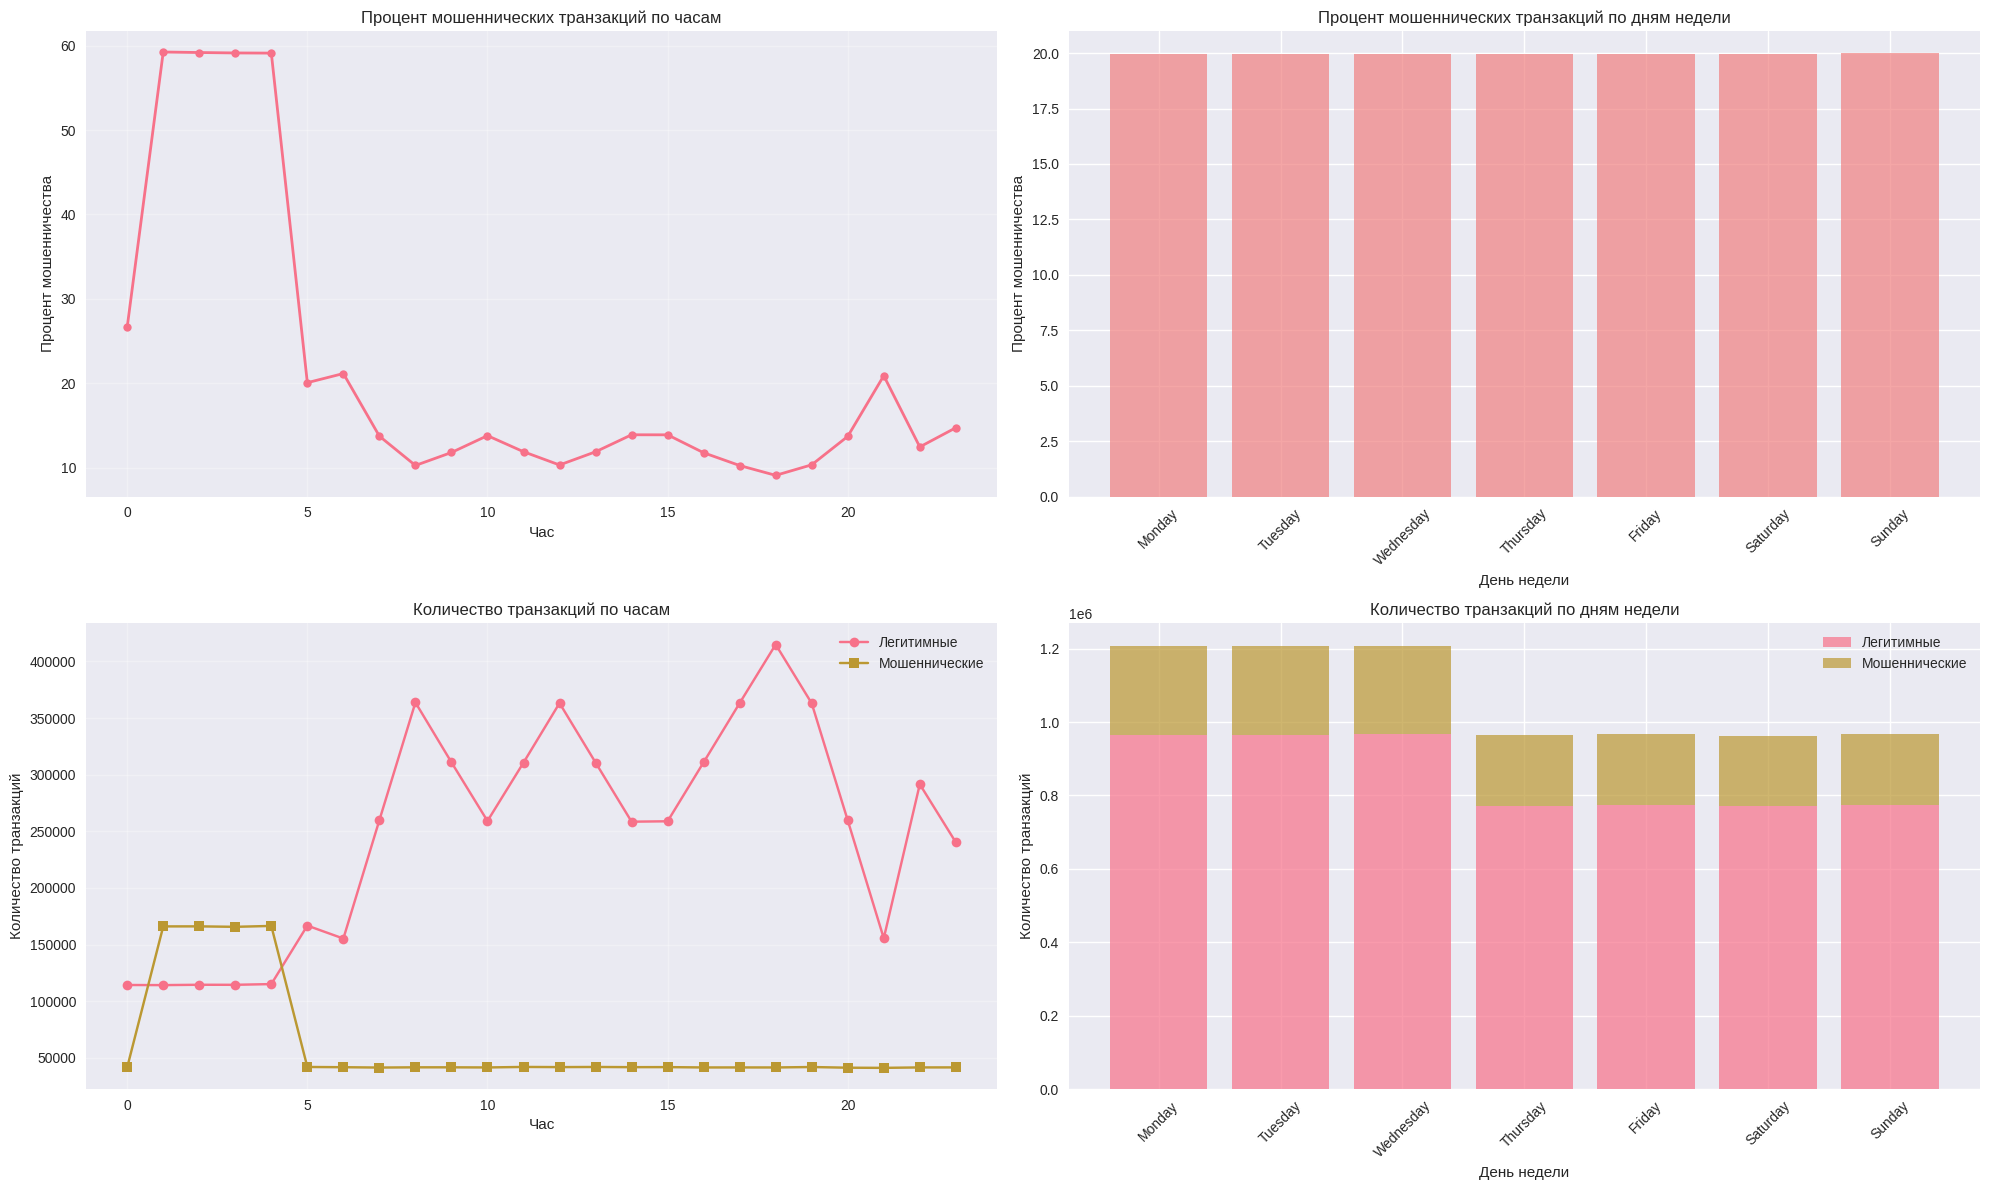 Процент мошеннических транзакций по часам
Процент мошенничества
60
50
40
30
20
10
0
5
10
15
20
Час
Процент мошеннических транзакций по дням недели
Процент мошенничества
20.0
17.5
15.0
12.5
10.0
7.5
5.0
2.5
0.0
Monday
Tuesday
Wednesday
Thursday
Friday
Saturday
Sunday
День недели
Количество транзакций по часам
Количество транзакций
400000
350000
300000
250000
200000
150000
100000
50000
Легитимные
Мошеннические
0
5
10
15
20
Час
Количество транзакций по дням недели
1e6
Количество транзакций
1.2
1.0
0.8
0.6
0.4
0.2
0.0
Легитимные
Мошеннические
Monday
Tuesday
Wednesday
Thursday
Friday
Saturday
Sunday
День недели